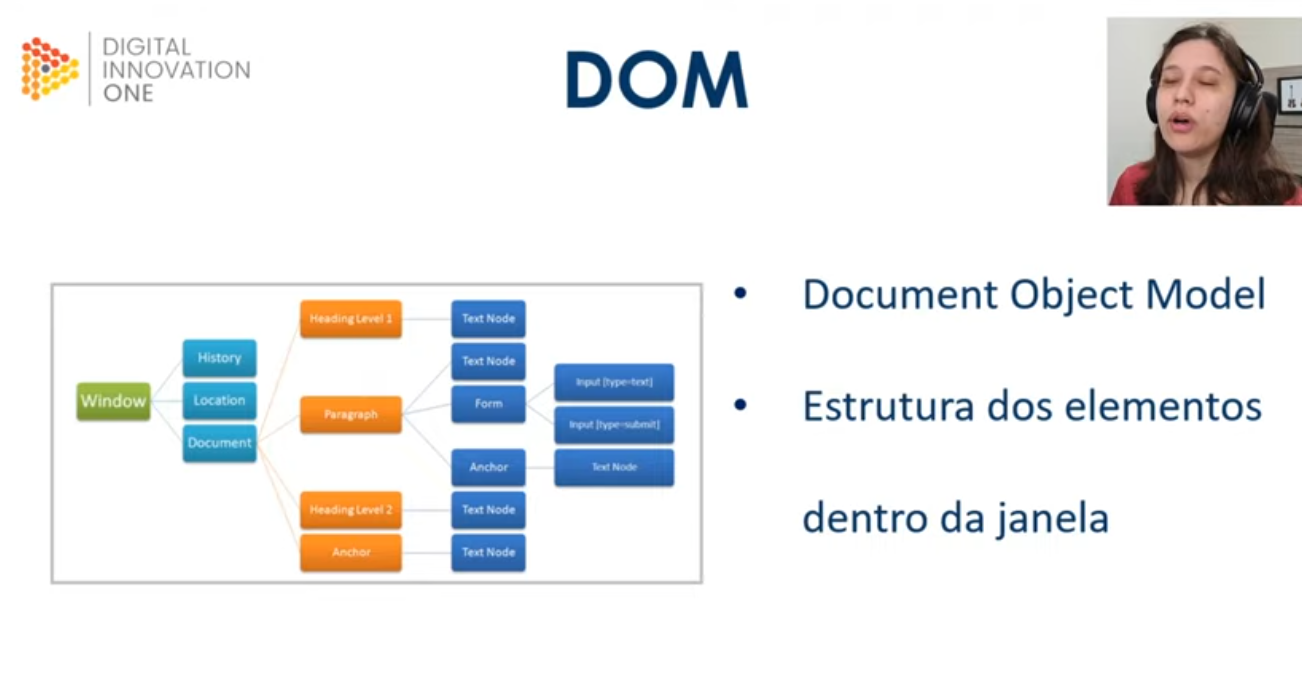 DIGITAL
INNOVATION
ONE
DOM
Window
History
Location
Document
Heading Level 1
Paragraph
Heading Level 2
Anchor
Text Node
Text Node
Form
Anchor
Text Node
Text Node
Input [type=text]
Input [type=submit]
Text Node
• Document Object Model
• Estrutura dos elementos
dentro da janela